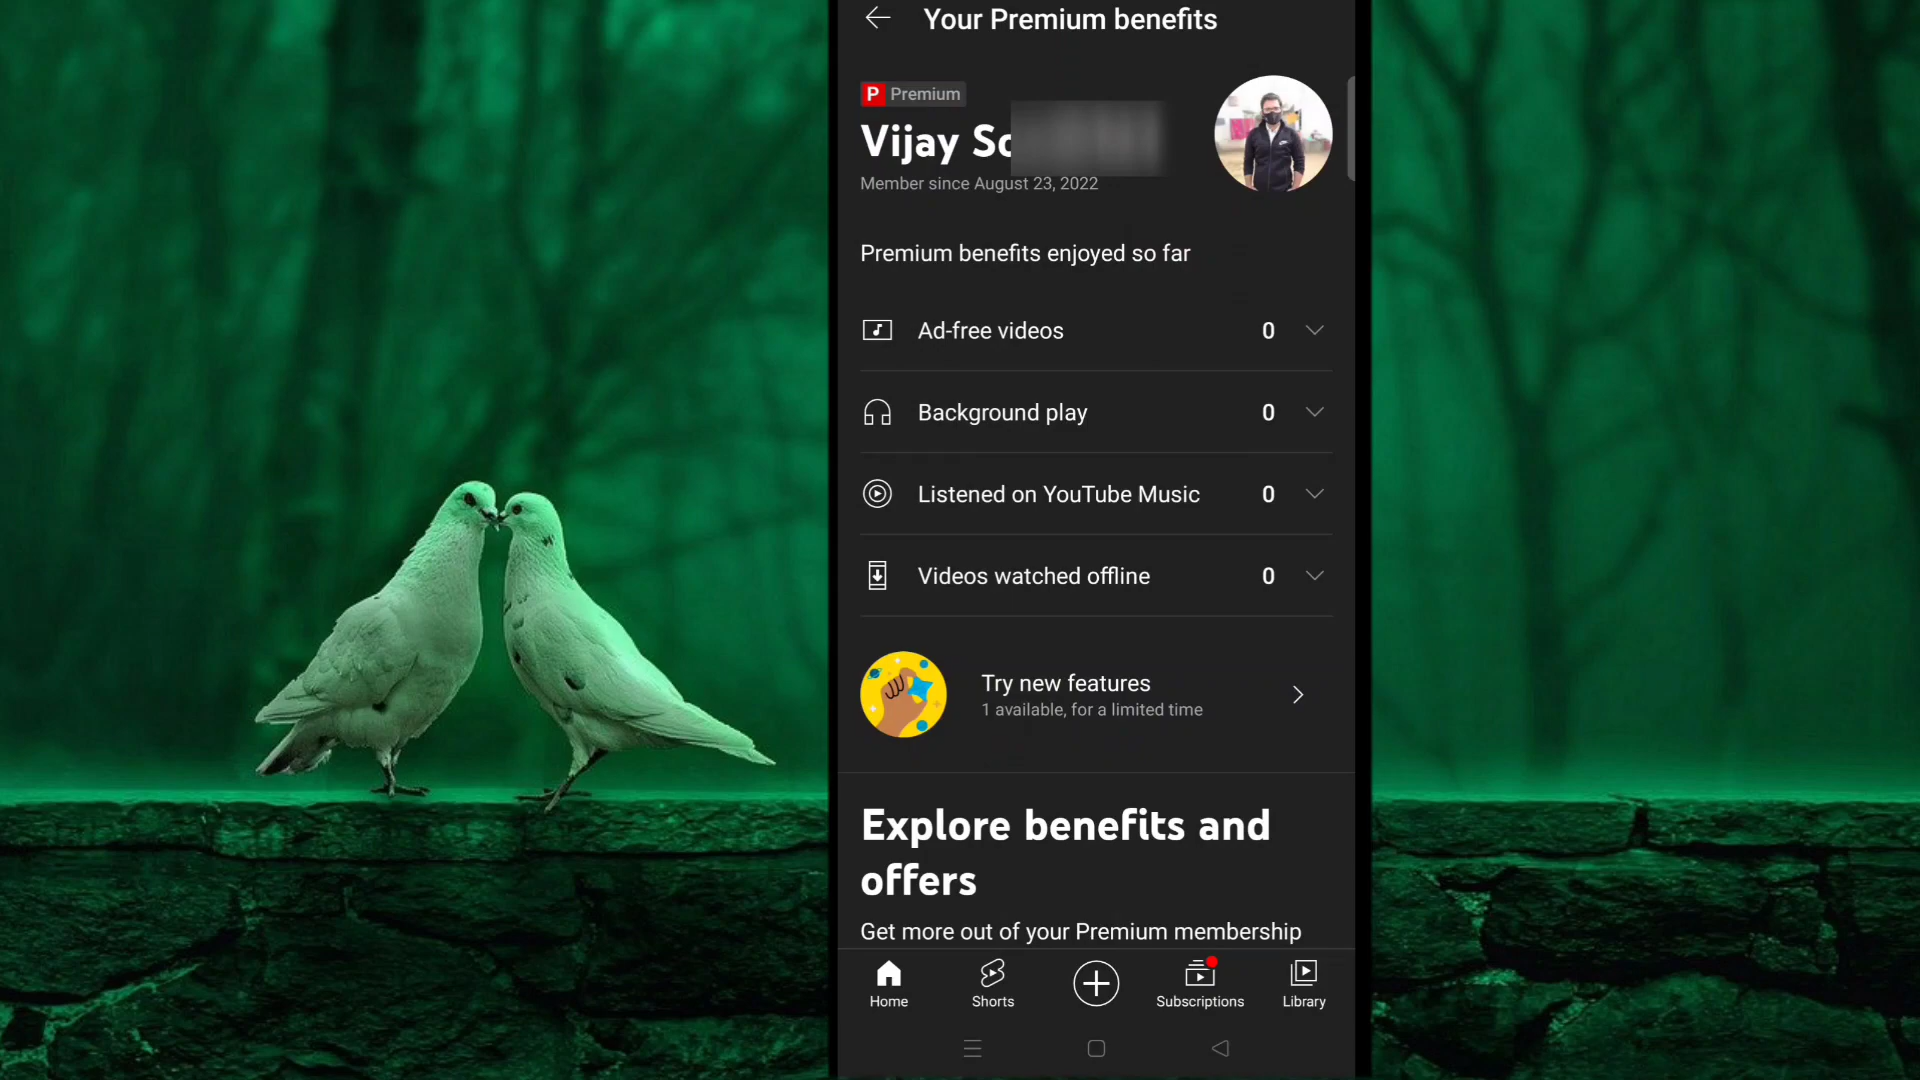 Your Premium benefits
P Premium
Vijay
Member since August 23, 2022
Premium benefits enjoyed so far
Ad-free videos 0
Background play 0
Listened on YouTube Music 0
Videos watched offline 0
Try new features
1 available, for a limited time
Explore benefits and
offers
Get more out of your Premium membership
Home Shorts Subscriptions Library